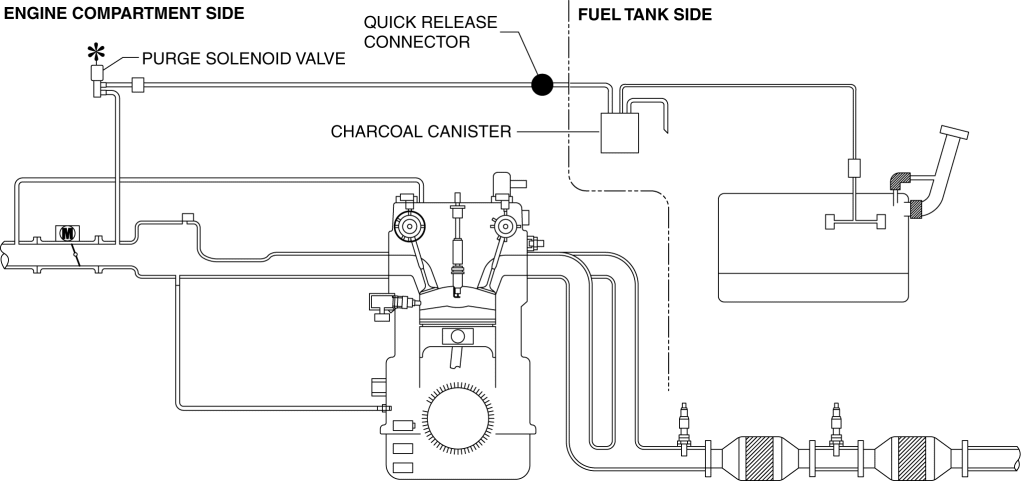 ENGINE COMPARTMENT SIDE
FUEL TANK SIDE
QUICK RELEASE
CONNECTOR
*
PURGE SOLENOID VALVE
CHARCOAL CANISTER
M